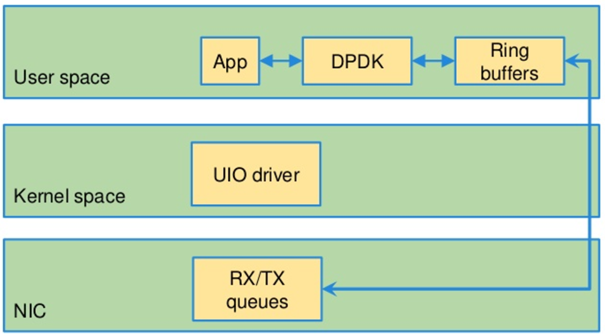 User space
App
DPDK
Ring
buffers
Kernel space
UIO driver
NIC
RX/TX
queues